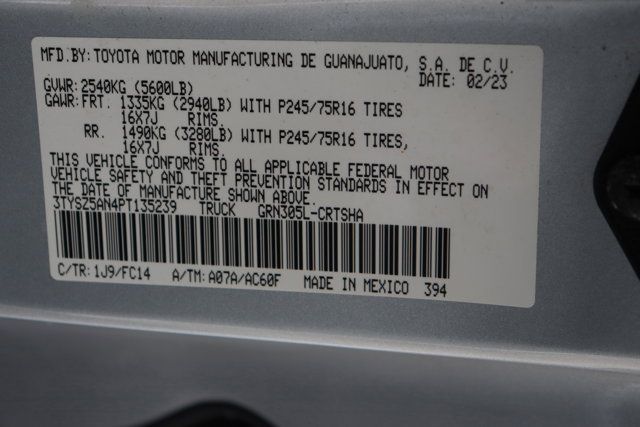 MFD.BY: TOYOTA MOTOR MANUFACTURING DE GUANAJUATO, S.A. DE C.V.
DATE: 02/23
GVWR: 2540KG (5600LB)
GAWR: FRT. 1335KG (2940LB) WITH P245/75R16 TIRES
16X7J RIMS.
RR. 1490KG (3280LB) WITH P245/75R16 TIRES,
16X7J RIMS.
THIS VEHICLE CONFORMS TO ALL APPLICABLE FEDERAL MOTOR
VEHICLE SAFETY AND THEFT PREVENTION STANDARDS IN EFFECT ON
THE DATE OF MANUFACTURE SHOWN ABOVE.
3TYSZ5AN4PT135239 TRUCK GRN305L-CRTSHA
C/TR: 1J9/FC14 A/TM: A07A/AC60F MADE IN MEXICO 394